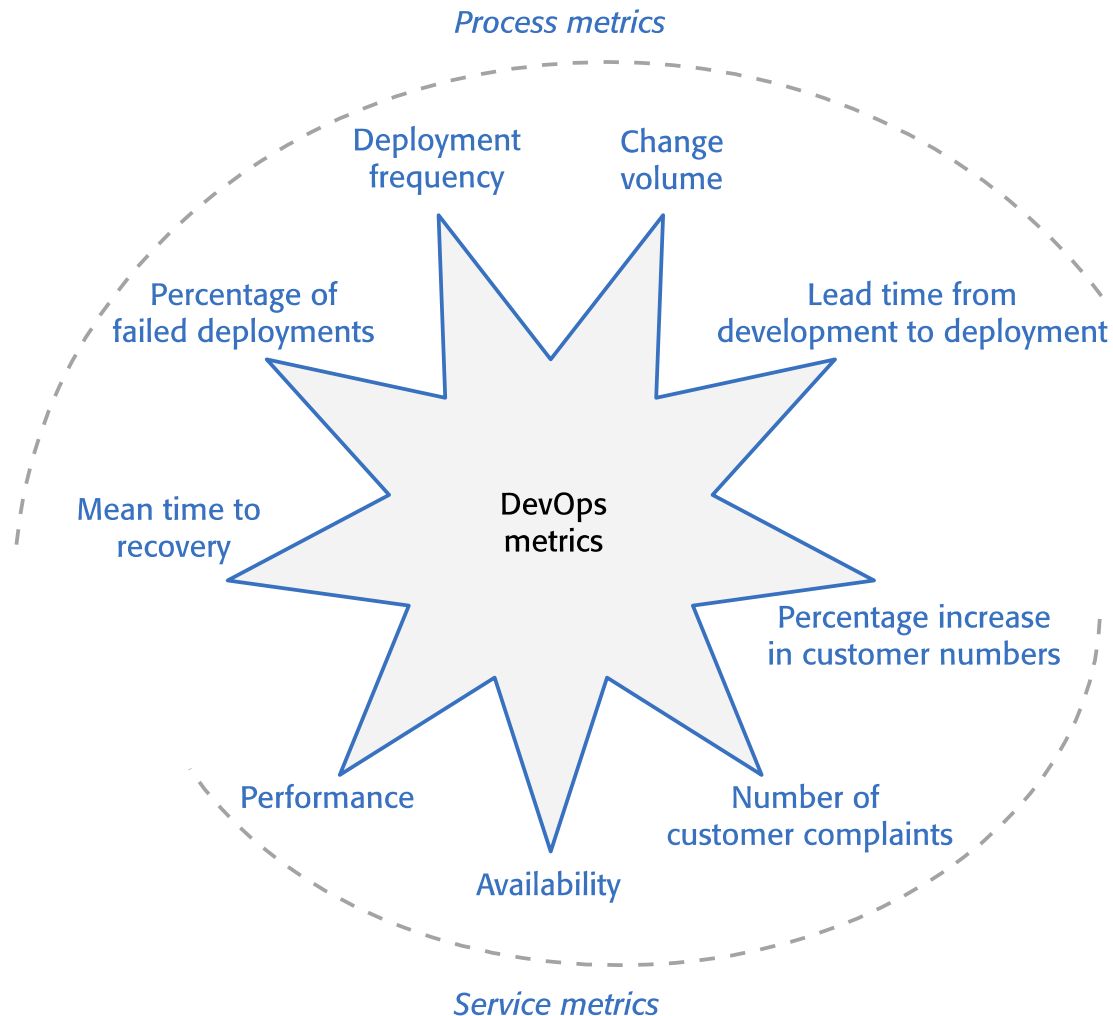 Process metrics
Deployment
frequency
Change
volume
Percentage of
failed deployments
Lead time from
development to deployment
Mean time to
recovery
DevOps
metrics
Percentage increase
in customer numbers
Performance
Number of
customer complaints
Availability
Service metrics